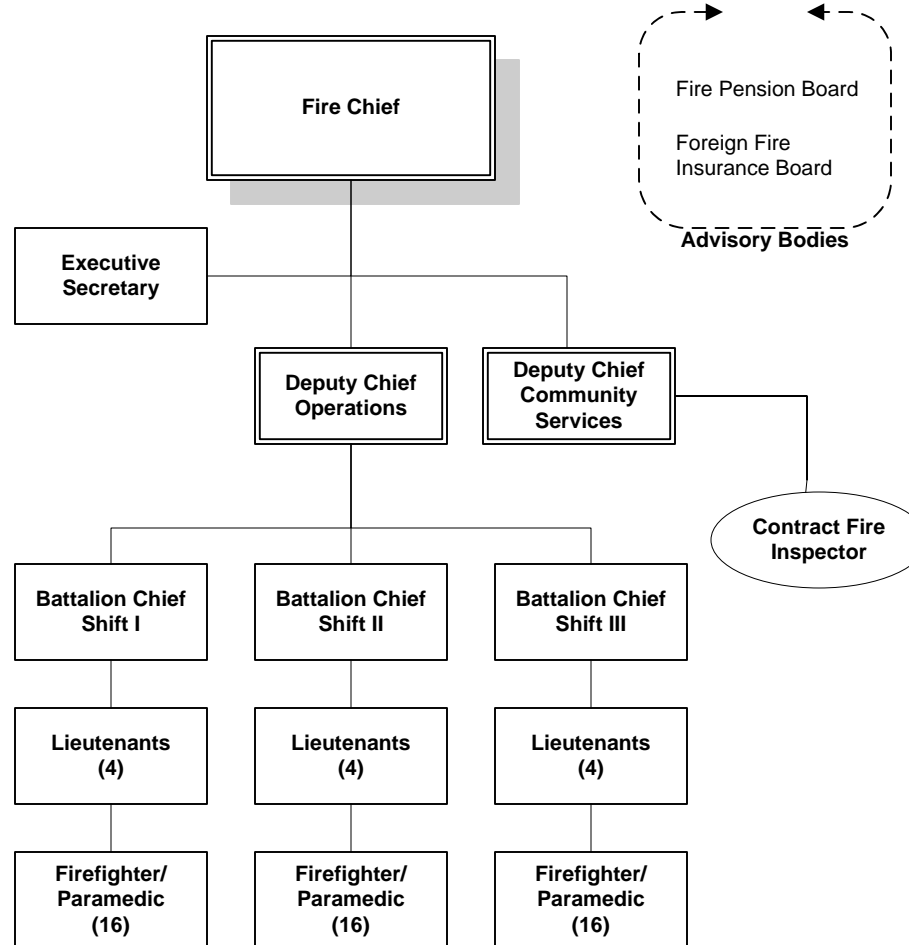 Fire Chief
Fire Pension Board
Foreign Fire
Insurance Board
Advisory Bodies
Executive
Secretary
Deputy Chief
Operations
Deputy Chief
Community
Services
Contract Fire
Inspector
Battalion Chief
Shift I
Battalion Chief
Shift II
Battalion Chief
Shift III
Lieutenants
(4)
Lieutenants
(4)
Lieutenants
(4)
Firefighter/
Paramedic
(16)
Firefighter/
Paramedic
(16)
Firefighter/
Paramedic
(16)